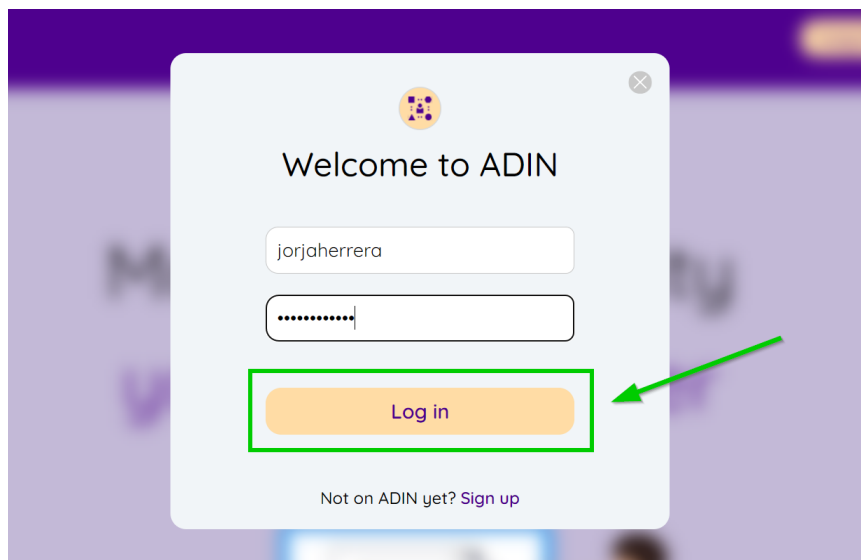 Welcome to ADIN
jorjaherrera
••••••••••••
Log in
Not on ADIN yet? Sign up